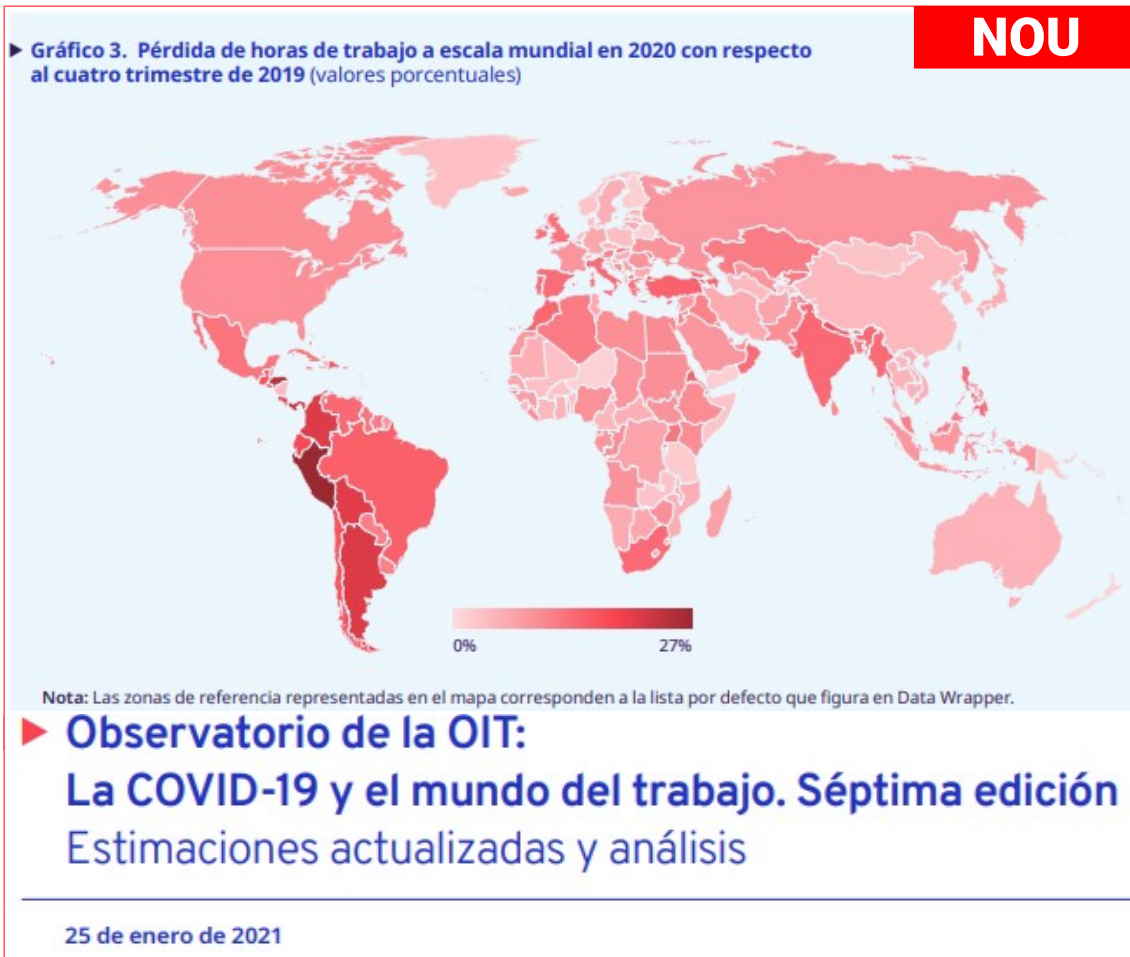 NOU
Gráfico 3. Pérdida de horas de trabajo a escala mundial en 2020 con respecto
al cuatro trimestre de 2019 (valores porcentuales)
0%
27%
Nota: Las zonas de referencia representadas en el mapa corresponden a la lista por defecto que figura en Data Wrapper.
Observatorio de la OIT:
La COVID-19 y el mundo del trabajo. Séptima edición
Estimaciones actualizadas y análisis
25 de enero de 2021